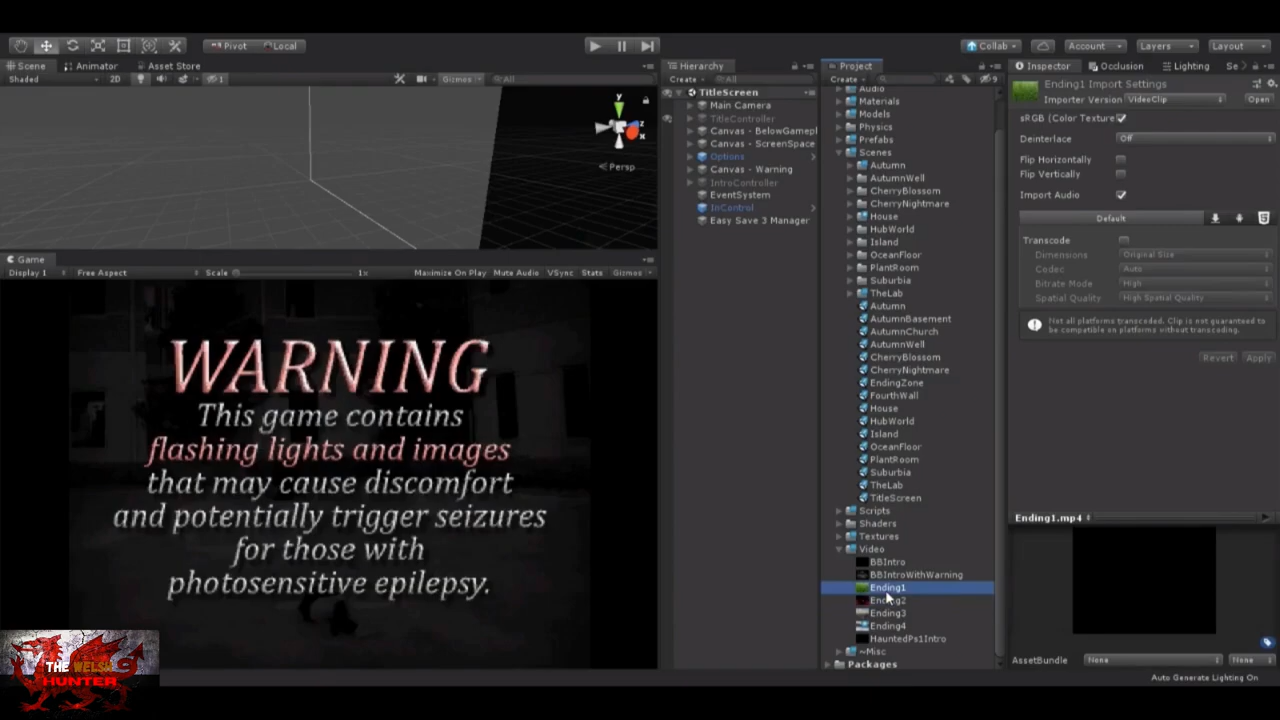 Pivot Local
Collab Account Layers Layout
Scene Animator Asset Store
Shaded 2D Gizmos All
Persp
Game
Display 1 Free Aspect Scale 1x Maximize On Play Mute Audio VSync Stats Gizmos
WARNING
This game contains
flashing lights and images
that may cause discomfort
and potentially trigger seizures
for those with
photosensitive epilepsy.
THE WELSH
HUNTER
Hierarchy
Create All
TitleScreen
Main Camera
TitleController
Canvas - BelowGamepl
Canvas - ScreenSpace
Options
Canvas - Warning
IntroController
EventSystem
InControl
Easy Save 3 Manager
Project
Create
Audio
Materials
Models
Physics
Prefabs
Scenes
Autumn
AutumnWell
CherryBlossom
CherryNightmare
House
HubWorld
Island
OceanFloor
PlantRoom
Suburbia
TheLab
Autumn
AutumnBasement
AutumnChurch
AutumnWell
CherryBlossom
CherryNightmare
EndingZone
FourthWall
House
HubWorld
Island
OceanFloor
PlantRoom
Suburbia
TheLab
TitleScreen
Scripts
Shaders
Textures
Video
BBIntro
BBIntroWithWarning
Ending1
Ending2
Ending3
Ending4
HauntedPs1Intro
~Misc
Packages
Inspector Occlusion Lighting Se
Ending1 Import Settings
Importer Version VideoClip Open
sRGB (Color Texture
Deinterlace Off
Flip Horizontally
Flip Vertically
Import Audio
Default
Transcode
Dimensions Original Size
Codec Auto
Bitrate Mode High
Spatial Quality High Spatial Quality
Not all platforms transcoded. Clip is not guaranteed to
be compatible on platforms without transcoding.
Revert Apply
Ending1.mp4
AssetBundle None None
Auto Generate Lighting On